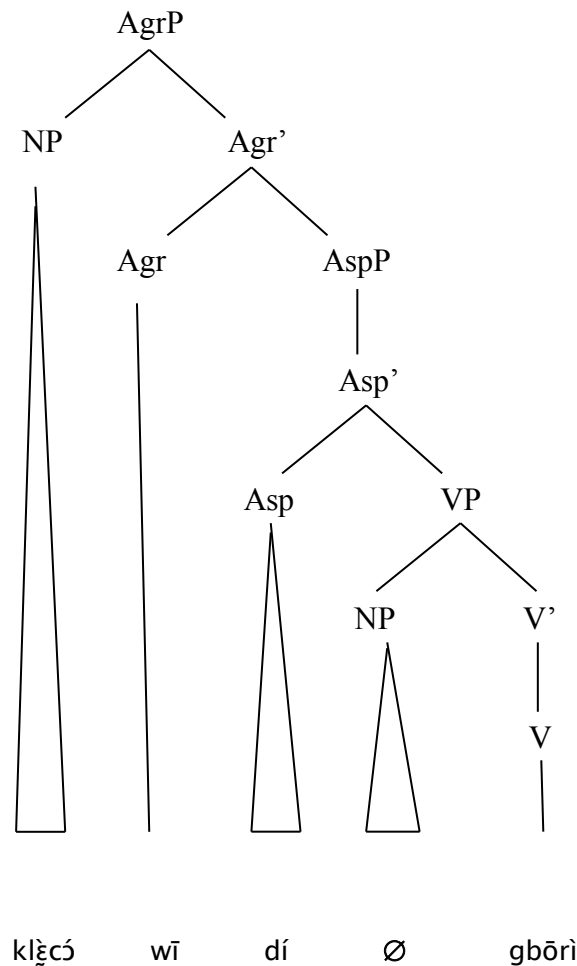 AgrP
NP Agr’
Agr AspP
Asp’
Asp VP
NP V’
V
klɛ̰̀cɔ́ wī dí ∅ gbōrì